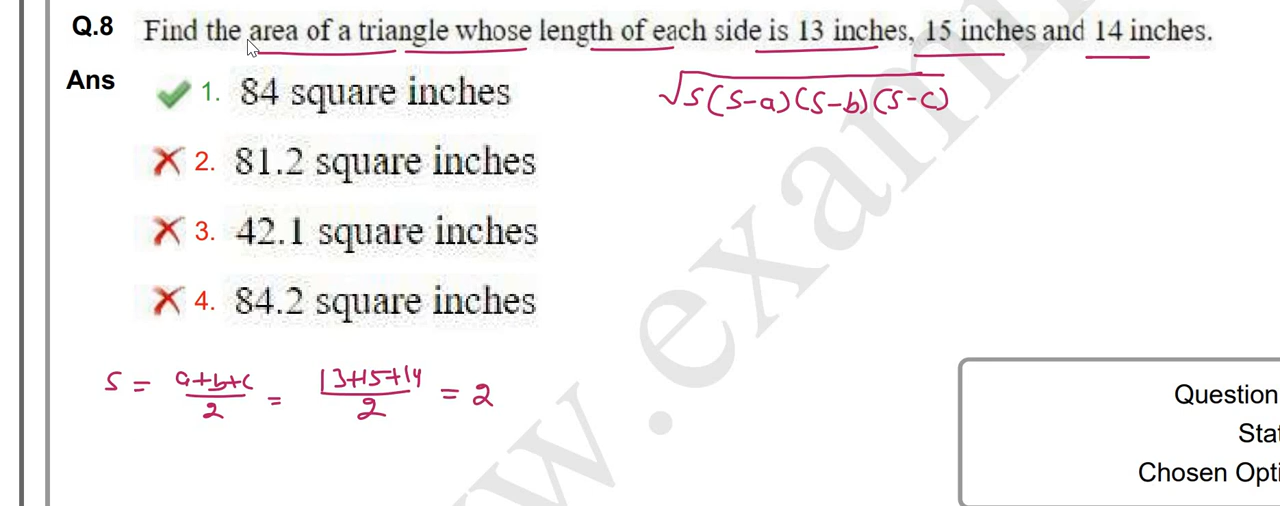 Q.8 Find the area of a triangle whose length of each side is 13 inches, 15 inches and 14 inches.
Ans
1. 84 square inches
√s(s-a)(s-b)(s-c)
2. 81.2 square inches
3. 42.1 square inches
4. 84.2 square inches
s = a+b+c/2 = 13+15+14/2 = 2
Question
Stat
Chosen Opti
w.exam